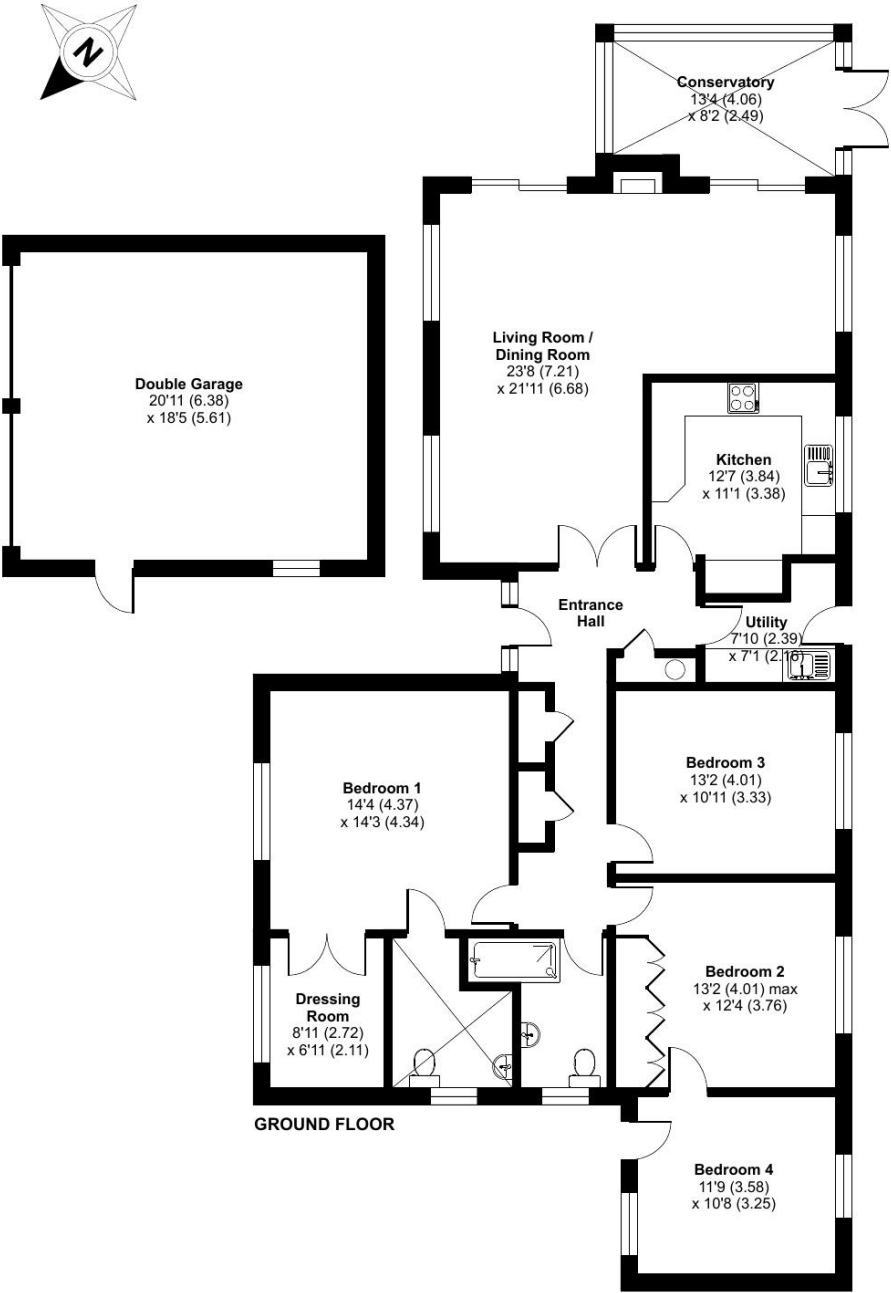 N
Conservatory
13'4 (4.06)
x 8'2 (2.49)
Double Garage
20'11 (6.38)
x 18'5 (5.61)
Living Room /
Dining Room
23'8 (7.21)
x 21'11 (6.68)
Kitchen
12'7 (3.84)
x 11'1 (3.38)
Entrance
Hall
Utility
7'10 (2.39)
x 7'1 (2.16)
Bedroom 1
14'4 (4.37)
x 14'3 (4.34)
Bedroom 3
13'2 (4.01)
x 10'11 (3.33)
Dressing
Room
8'11 (2.72)
x 6'11 (2.11)
Bedroom 2
13'2 (4.01) max
x 12'4 (3.76)
GROUND FLOOR
Bedroom 4
11'9 (3.58)
x 10'8 (3.25)